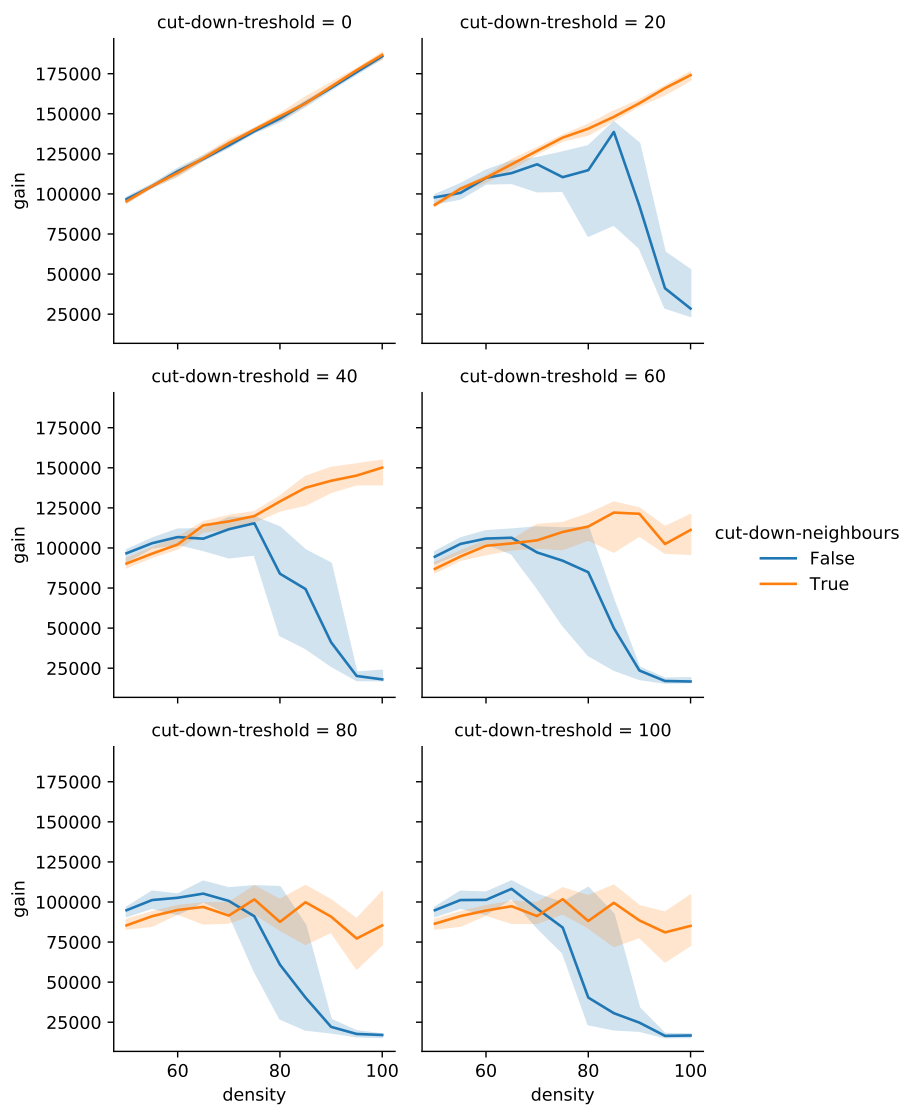 cut-down-treshold = 0
cut-down-treshold = 20
175000
150000
125000
100000
75000
50000
25000
gain
cut-down-treshold = 40
cut-down-treshold = 60
175000
150000
125000
100000
75000
50000
25000
gain
cut-down-neighbours
False
True
cut-down-treshold = 80
cut-down-treshold = 100
175000
150000
125000
100000
75000
50000
25000
gain
60 80 100
60 80 100
density
density